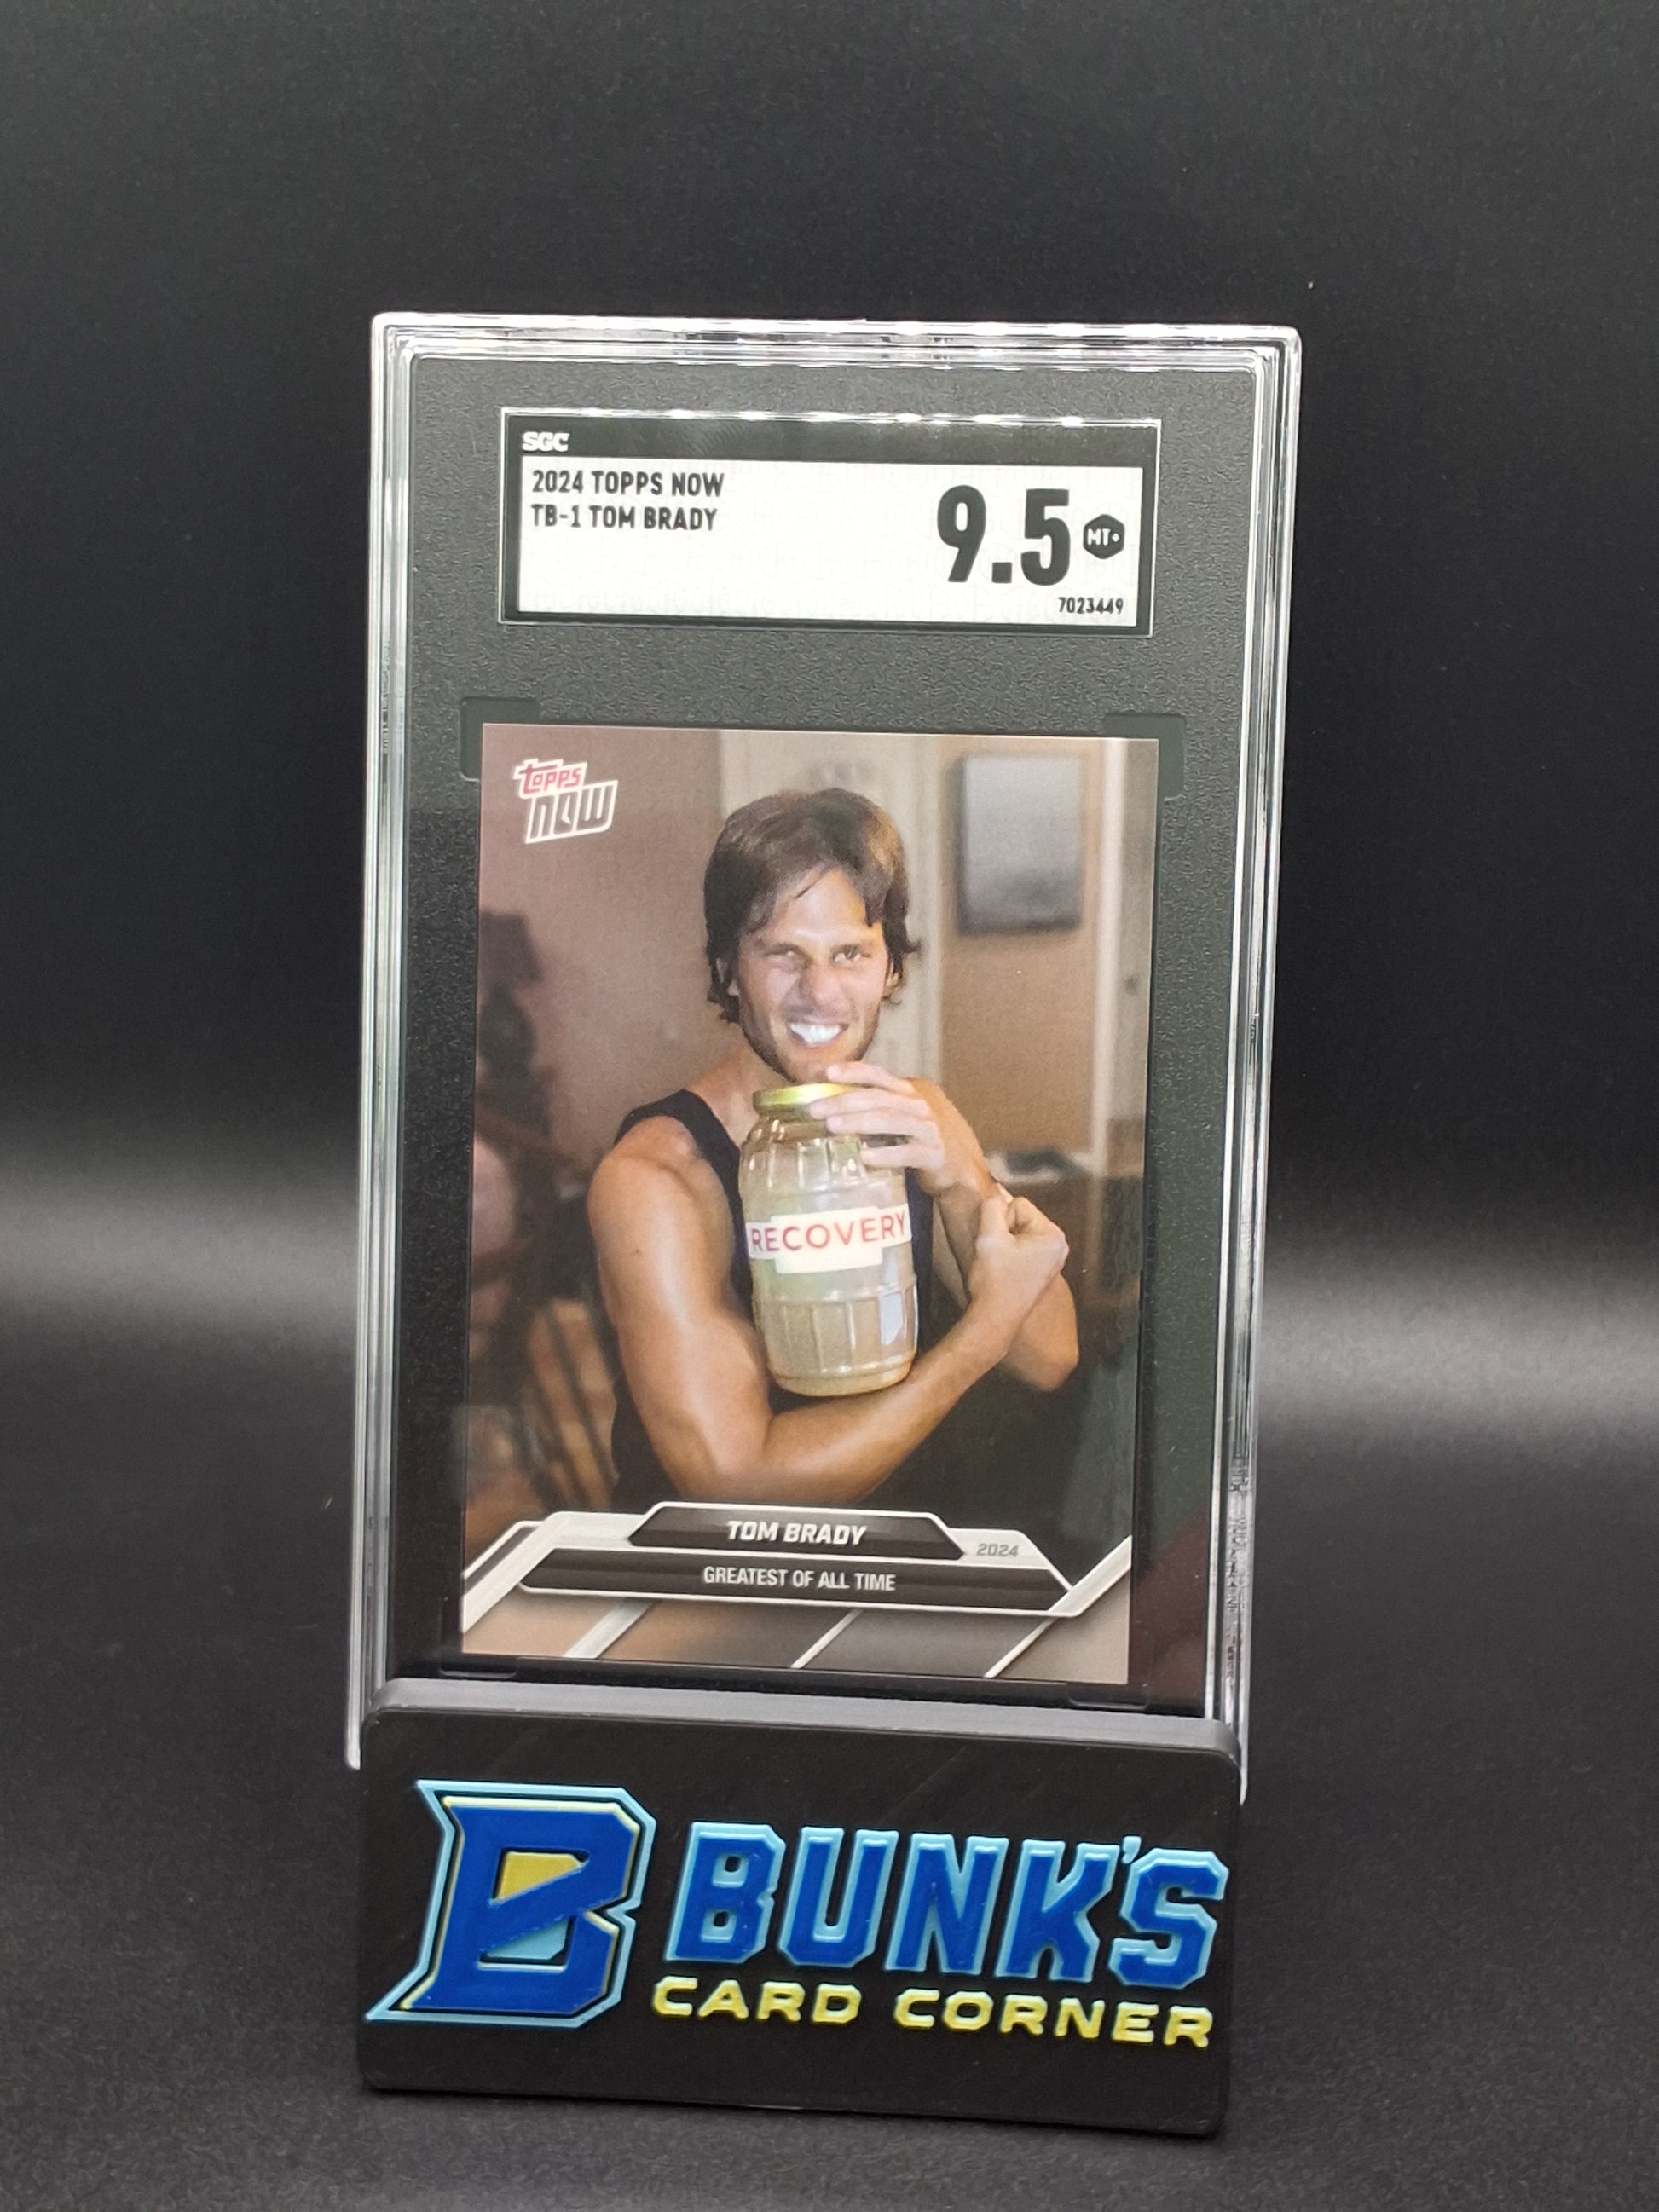 SGC
2024 TOPPS NOW
TB-1 TOM BRADY
9.5 MT+
7023449
topps
now
RECOVERY
TOM BRADY
2024
GREATEST OF ALL TIME
B BUNK'S
CARD CORNER